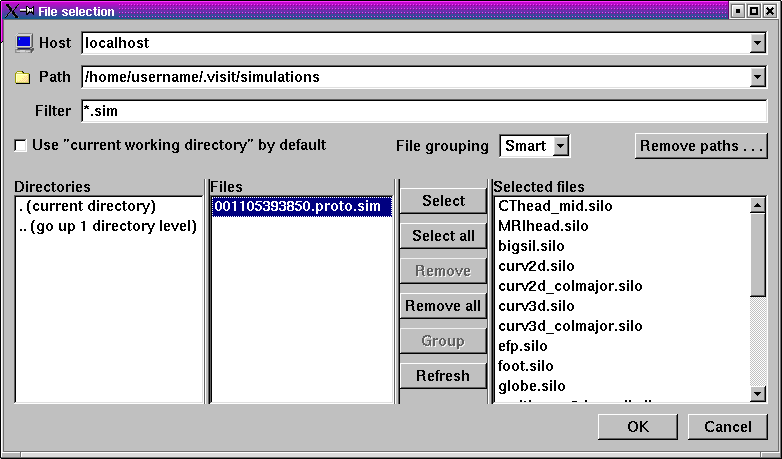 File selection
Host localhost
Path /home/username/.visit/simulations
Filter *.sim
Use "current working directory" by default File grouping Smart Remove paths . . .
Directories
. (current directory)
.. (go up 1 directory level)
Files
001105393850.proto.sim
Select
Select all
Remove
Remove all
Group
Refresh
Selected files
CThead_mid.silo
MRIhead.silo
bigsil.silo
curv2d.silo
curv2d_colmajor.silo
curv3d.silo
curv3d_colmajor.silo
efp.silo
foot.silo
globe.silo
OK Cancel